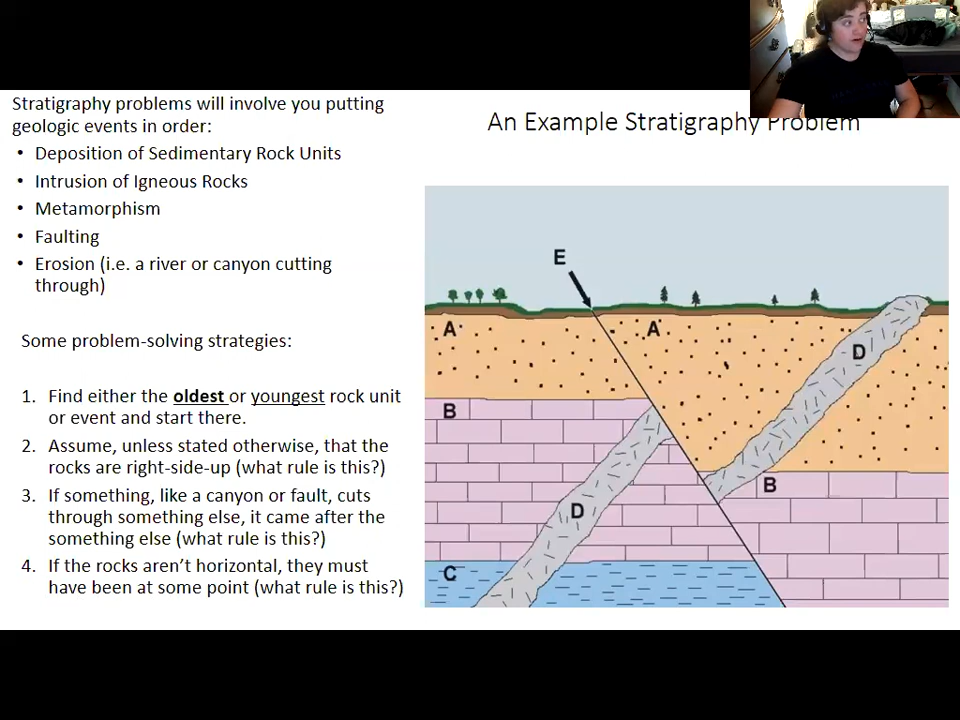 Stratigraphy problems will involve you putting
geologic events in order:
• Deposition of Sedimentary Rock Units
• Intrusion of Igneous Rocks
• Metamorphism
• Faulting
• Erosion (i.e. a river or canyon cutting
through)
Some problem-solving strategies:
1. Find either the oldest or youngest rock unit
or event and start there.
2. Assume, unless stated otherwise, that the
rocks are right-side-up (what rule is this?)
3. If something, like a canyon or fault, cuts
through something else, it came after the
something else (what rule is this?)
4. If the rocks aren't horizontal, they must
have been at some point (what rule is this?)
An Example Stratigraphy Problem
E
A
A
D
B
B
D
C